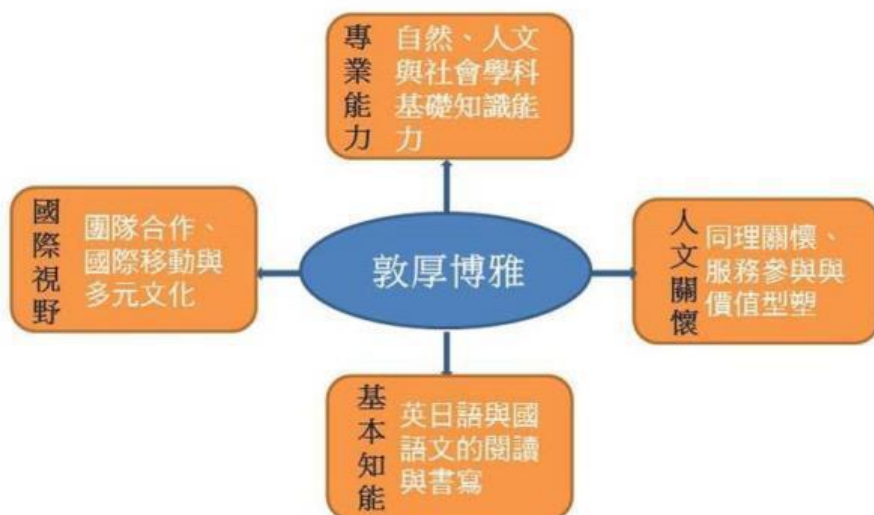 專業能力
自然、人文
與社會學科
基礎知識能
力
國際視野
團隊合作、
國際移動與
多元文化
敦厚博雅
人文關懷
同理關懷、
服務參與與
價值型塑
基本知能
英日語與國
語文的閱讀
與書寫